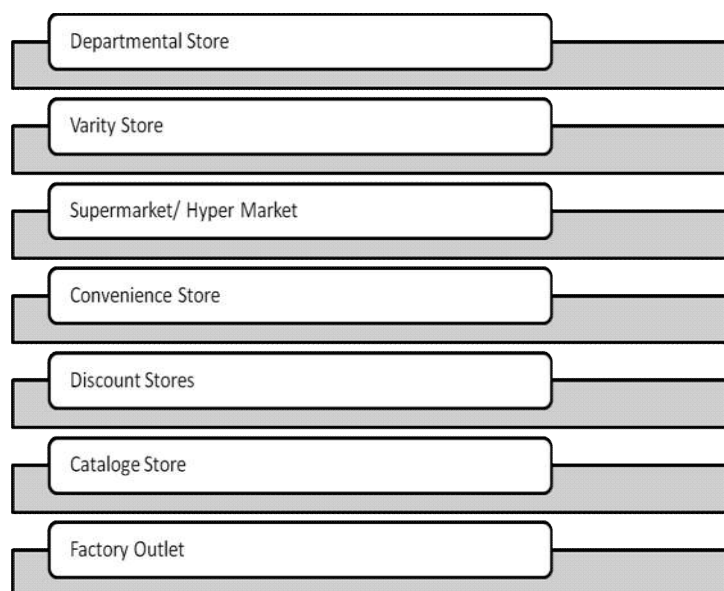 Departmental Store
Varity Store
Supermarket/ Hyper Market
Convenience Store
Discount Stores
Cataloge Store
Factory Outlet